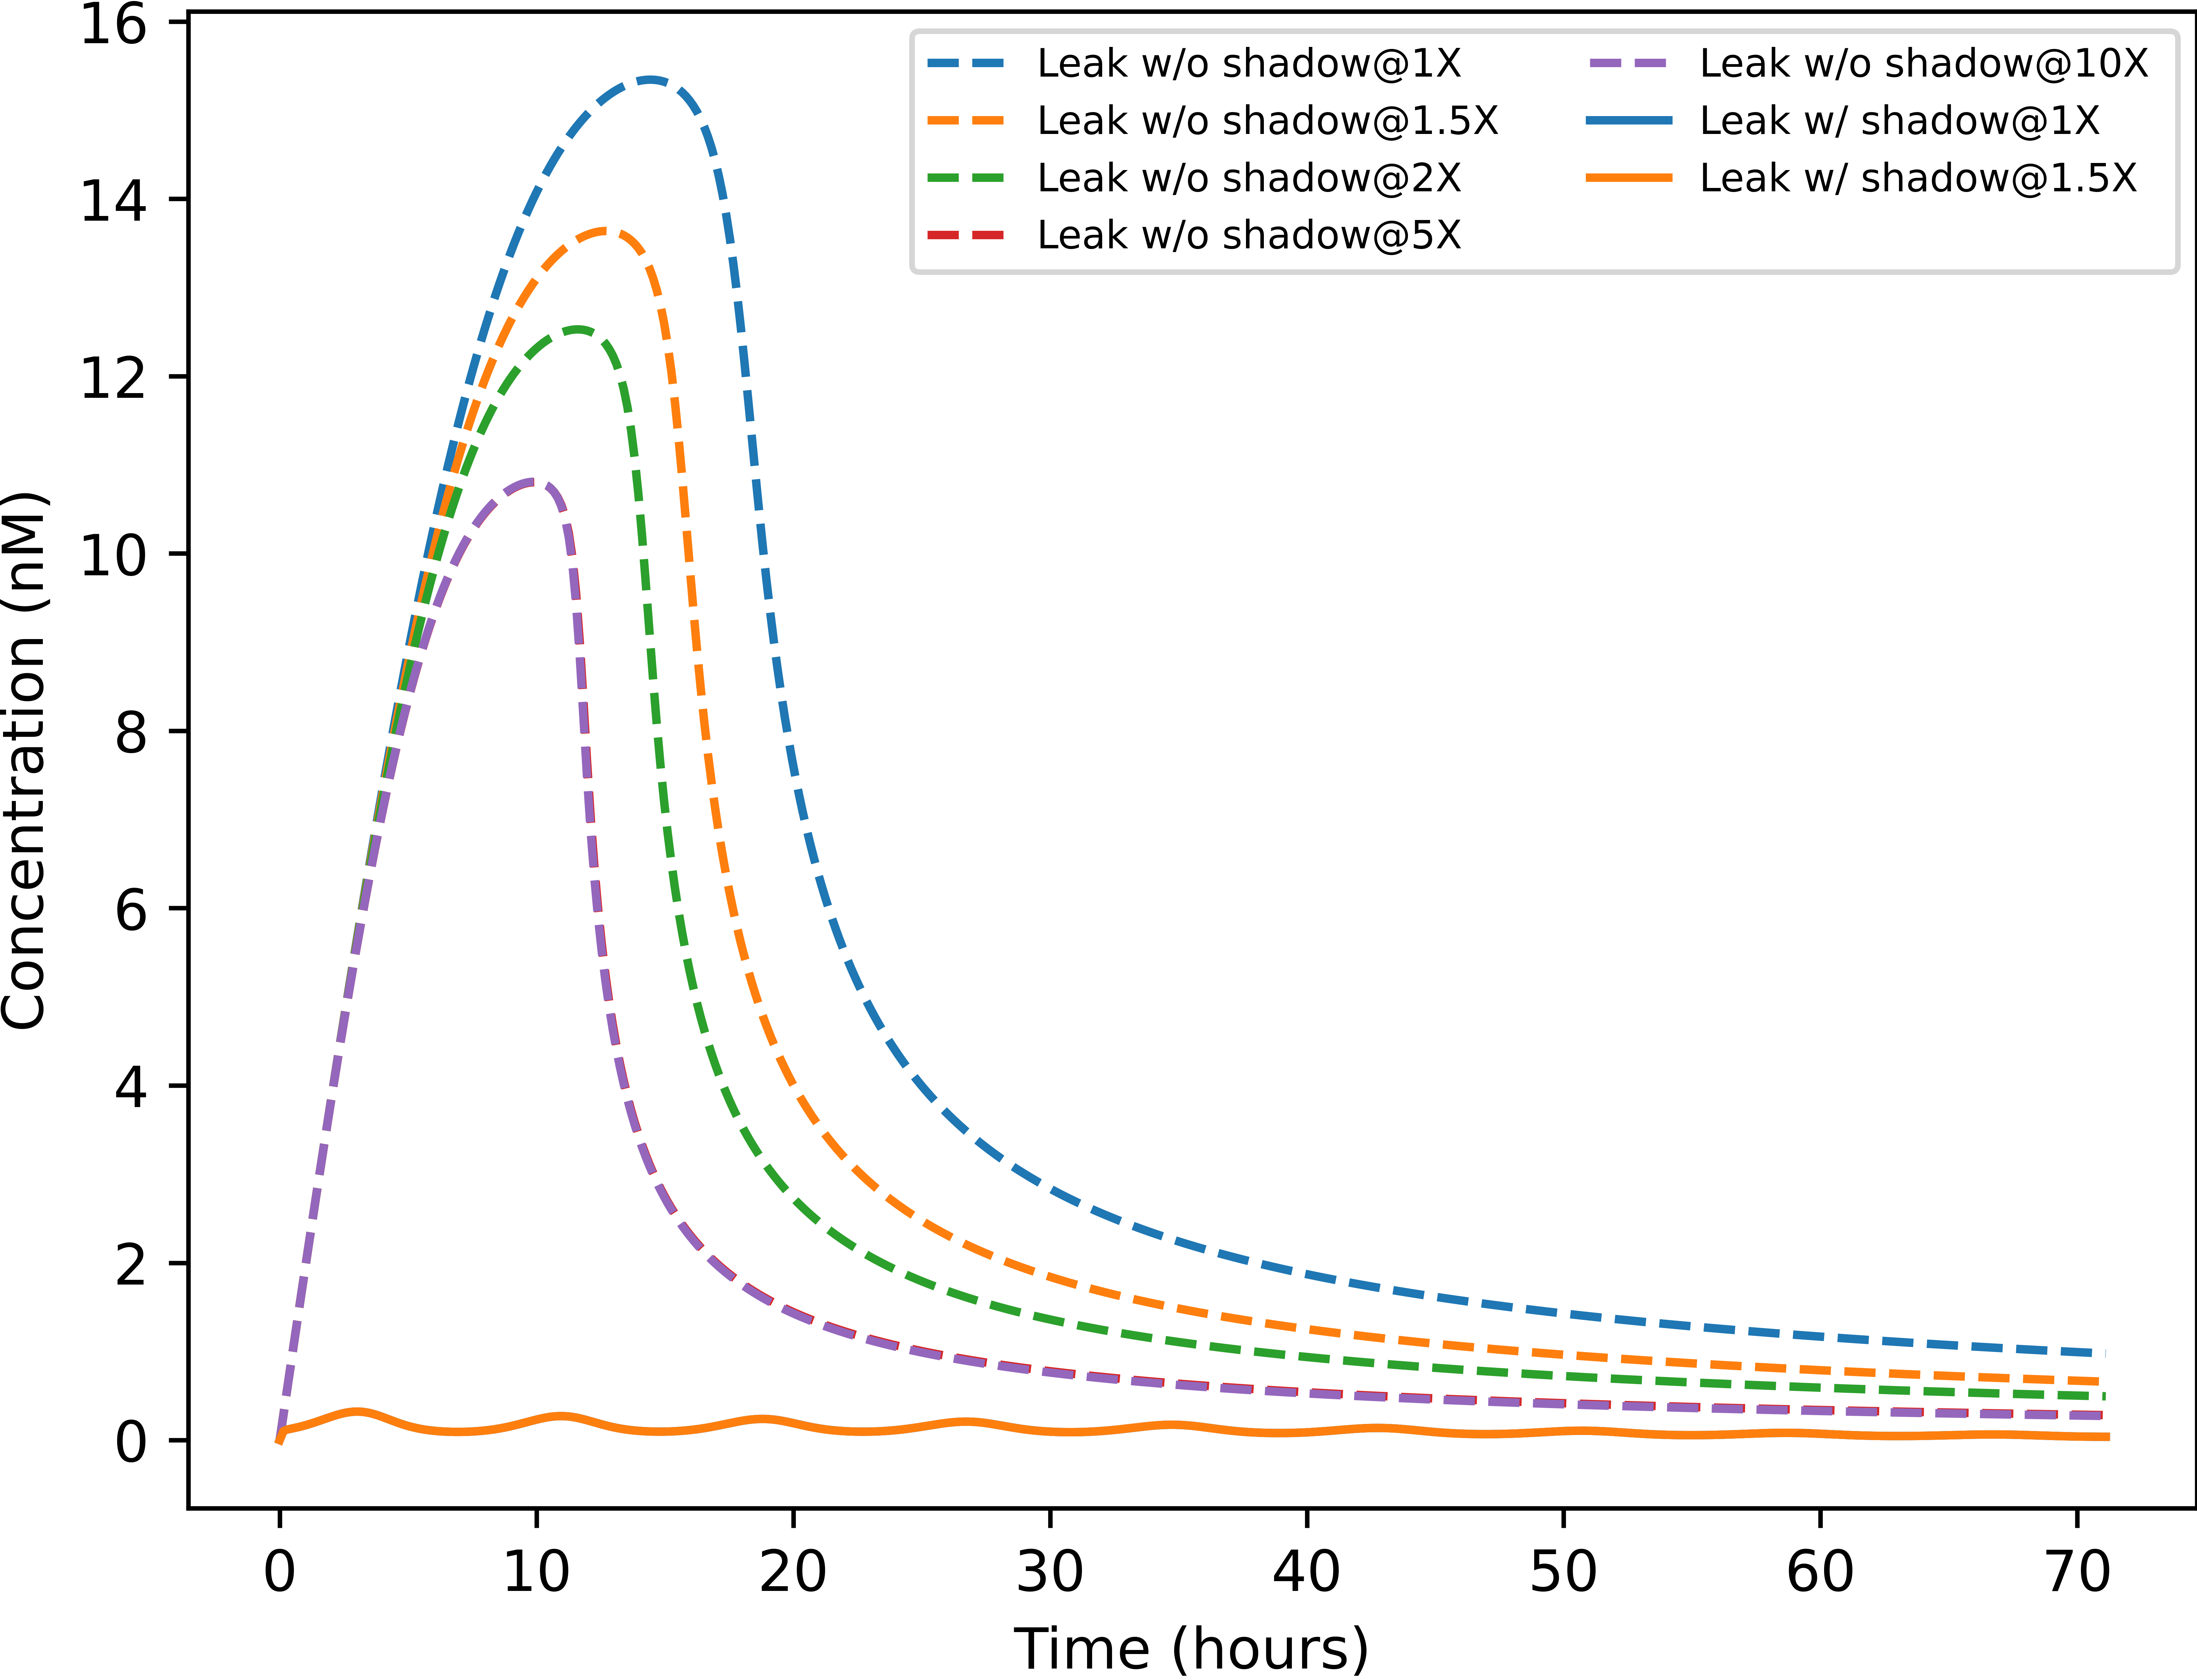 16
14
12
10
8
6
4
2
0
Concentration (nM)
Leak w/o shadow@1X
Leak w/o shadow@1.5X
Leak w/o shadow@2X
Leak w/o shadow@5X
Leak w/o shadow@10X
Leak w/ shadow@1X
Leak w/ shadow@1.5X
0 10 20 30 40 50 60 70
Time (hours)